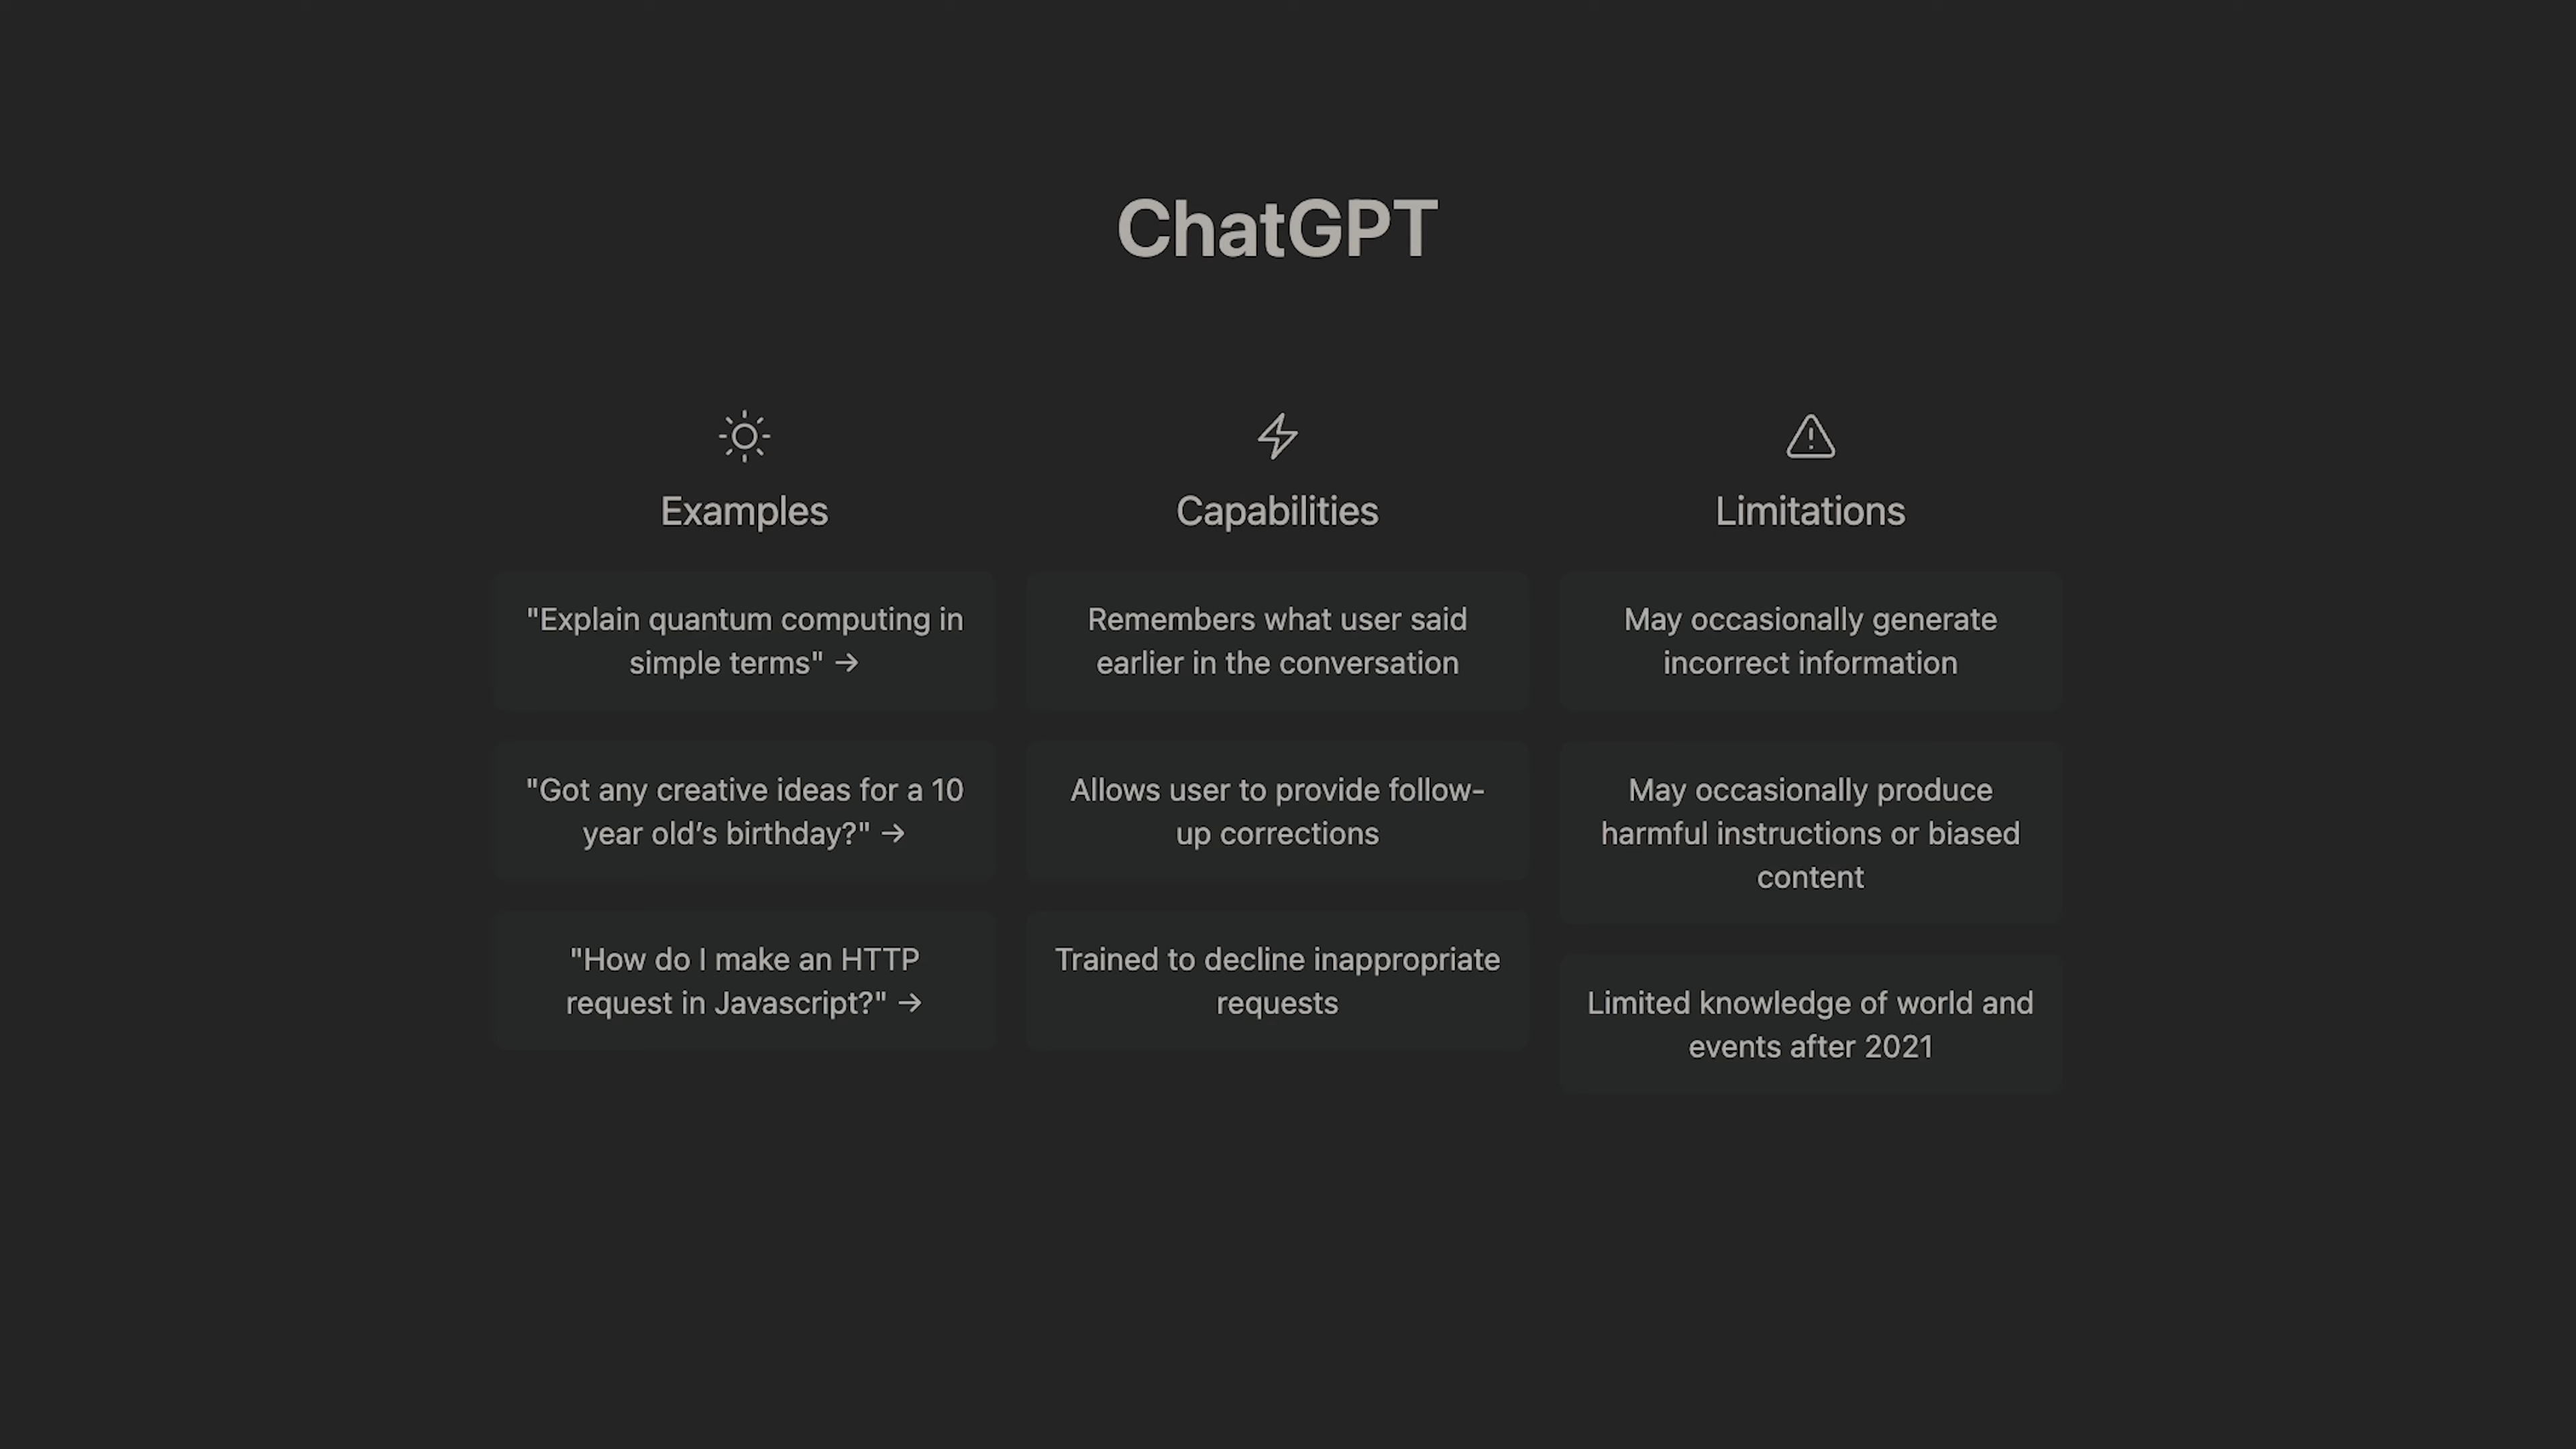 ChatGPT
Examples
"Explain quantum computing in
simple terms" →
"Got any creative ideas for a 10
year old’s birthday?" →
"How do I make an HTTP
request in Javascript?" →
Capabilities
Remembers what user said
earlier in the conversation
Allows user to provide follow-
up corrections
Trained to decline inappropriate
requests
Limitations
May occasionally generate
incorrect information
May occasionally produce
harmful instructions or biased
content
Limited knowledge of world and
events after 2021